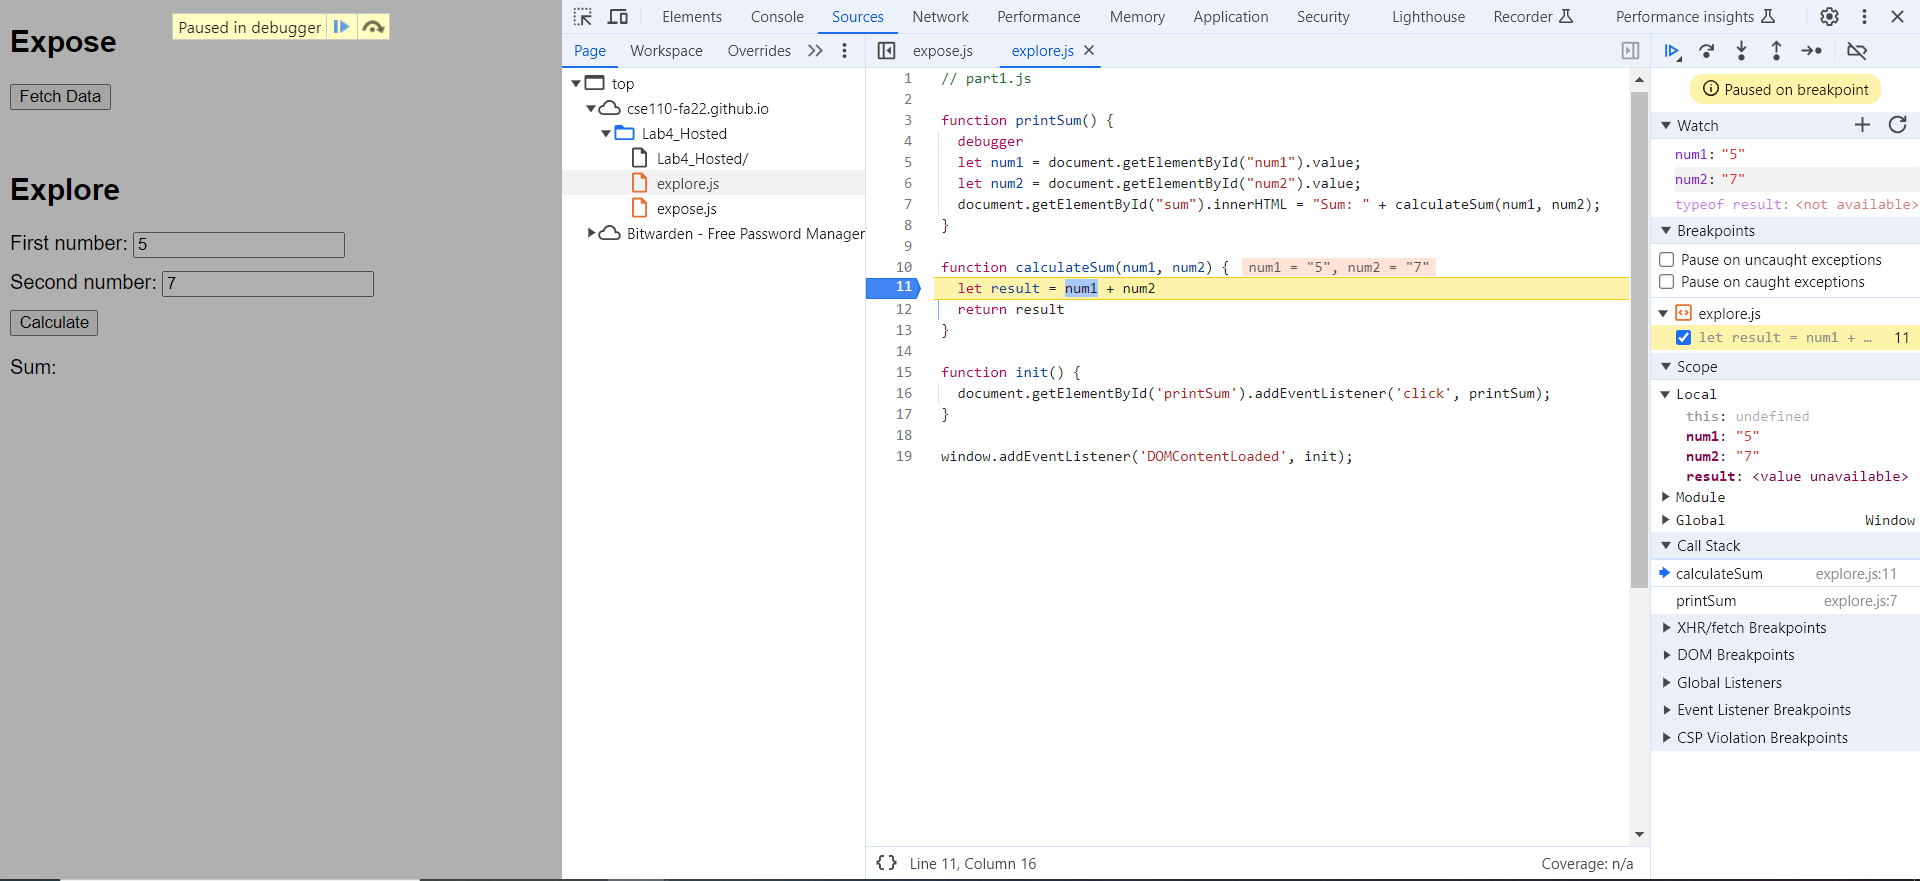 Expose
Paused in debugger
Fetch Data
Explore
First number: 5
Second number: 7
Calculate
Sum:
Elements Console Sources Network Performance Memory Application Security Lighthouse Recorder Performance insights
Page Workspace Overrides
top
cse110-fa22.github.io
Lab4_Hosted
Lab4_Hosted/
explore.js
expose.js
Bitwarden - Free Password Manager
expose.js explore.js
1 // part1.js
2
3 function printSum() {
4 debugger
5 let num1 = document.getElementById("num1").value;
6 let num2 = document.getElementById("num2").value;
7 document.getElementById("sum").innerHTML = "Sum: " + calculateSum(num1, num2);
8 }
9
10 function calculateSum(num1, num2) { num1 = "5", num2 = "7"
11 let result = num1 + num2
12 return result
13 }
14
15 function init() {
16 document.getElementById('printSum').addEventListener('click', printSum);
17 }
18
19 window.addEventListener('DOMContentLoaded', init);
{} Line 11, Column 16 Coverage: n/a
Paused on breakpoint
Watch
num1: "5"
num2: "7"
typeof result: <not available>
Breakpoints
Pause on uncaught exceptions
Pause on caught exceptions
explore.js
let result = num1 + … 11
Scope
Local
this: undefined
num1: "5"
num2: "7"
result: <value unavailable>
Module
Global Window
Call Stack
calculateSum explore.js:11
printSum explore.js:7
XHR/fetch Breakpoints
DOM Breakpoints
Global Listeners
Event Listener Breakpoints
CSP Violation Breakpoints